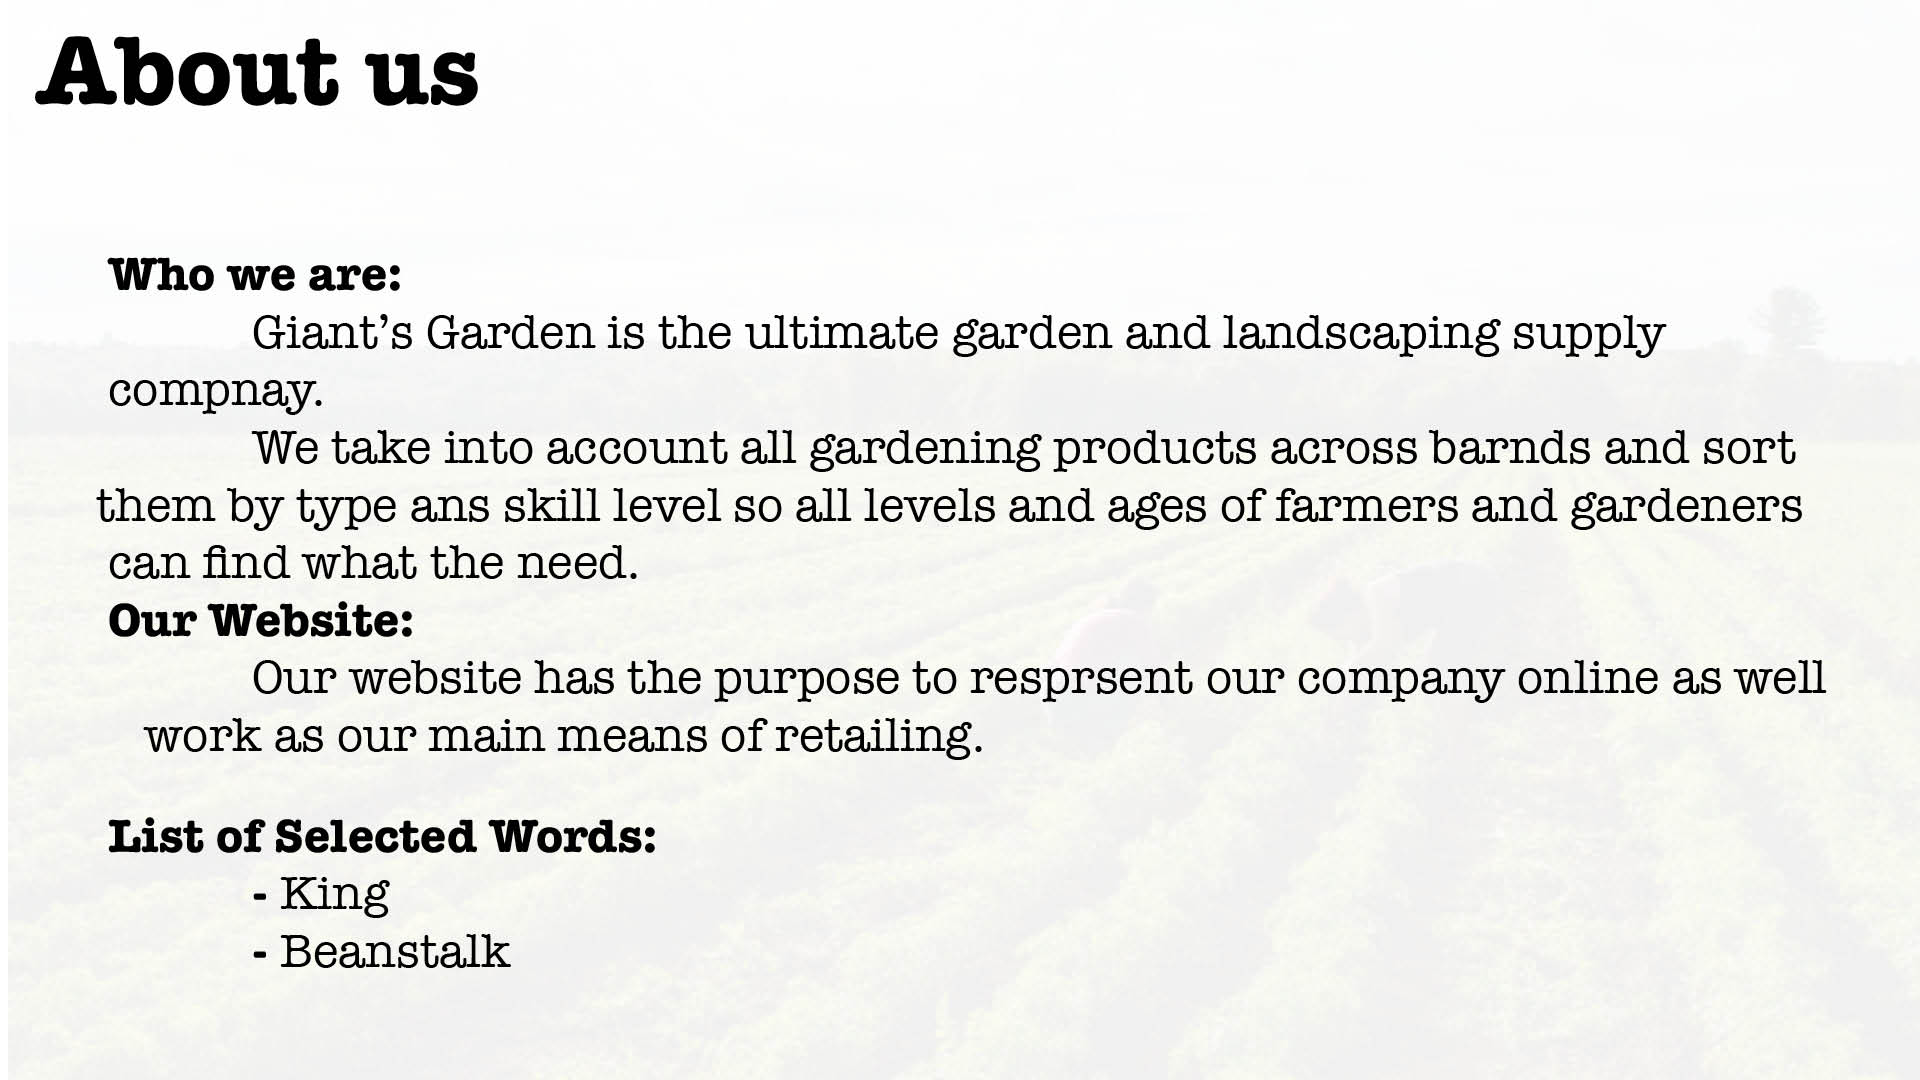 About us
Who we are:
Giant’s Garden is the ultimate garden and landscaping supply
compnay.
We take into account all gardening products across barnds and sort
them by type ans skill level so all levels and ages of farmers and gardeners
can find what the need.
Our Website:
Our website has the purpose to resprsent our company online as well
work as our main means of retailing.
List of Selected Words:
- King
- Beanstalk